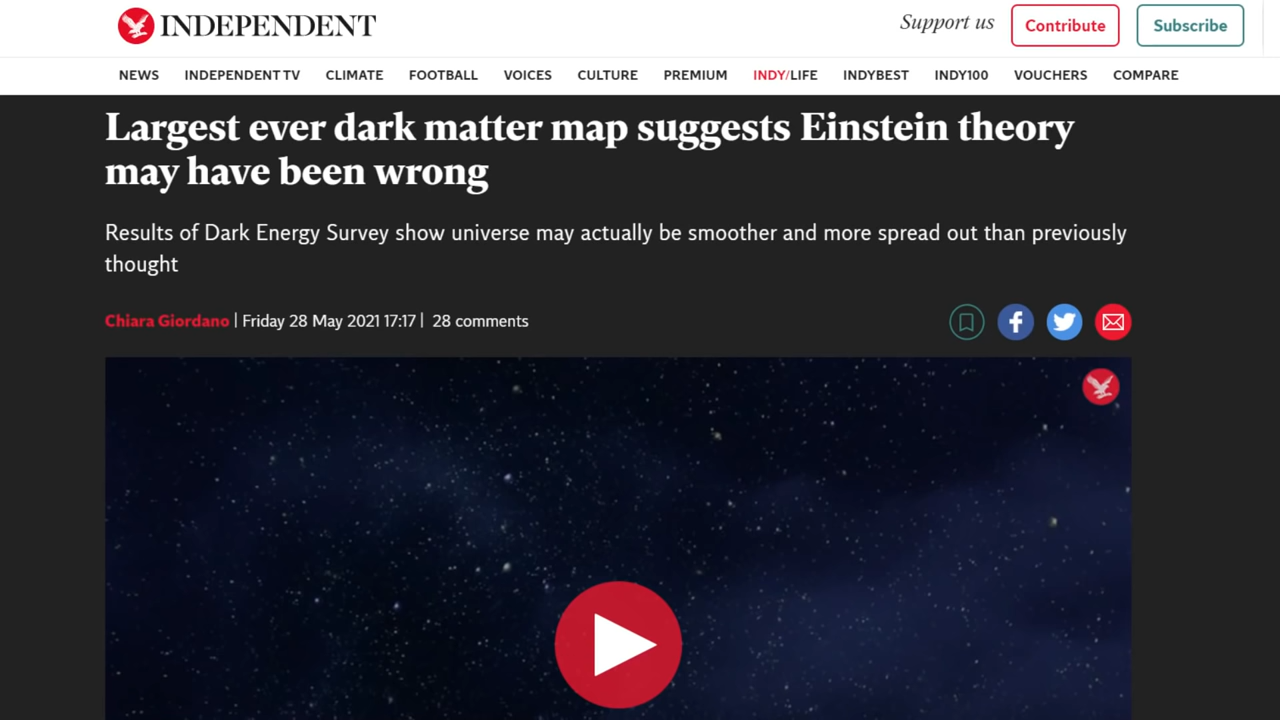 INDEPENDENT
Support us
Contribute
Subscribe
NEWS INDEPENDENT TV CLIMATE FOOTBALL VOICES CULTURE PREMIUM INDY/LIFE INDYBEST INDY100 VOUCHERS COMPARE
Largest ever dark matter map suggests Einstein theory
may have been wrong
Results of Dark Energy Survey show universe may actually be smoother and more spread out than previously
thought
Chiara Giordano | Friday 28 May 2021 17:17 | 28 comments